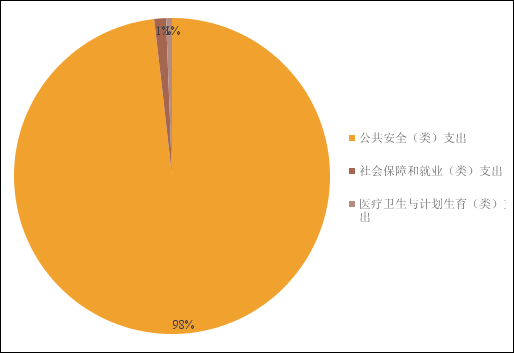 1%
1%
公共安全（类）支出
社会保障和就业（类）支出
医疗卫生与计划生育（类）
出
98%